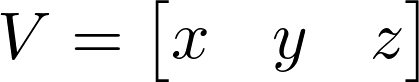 V = [x y z]